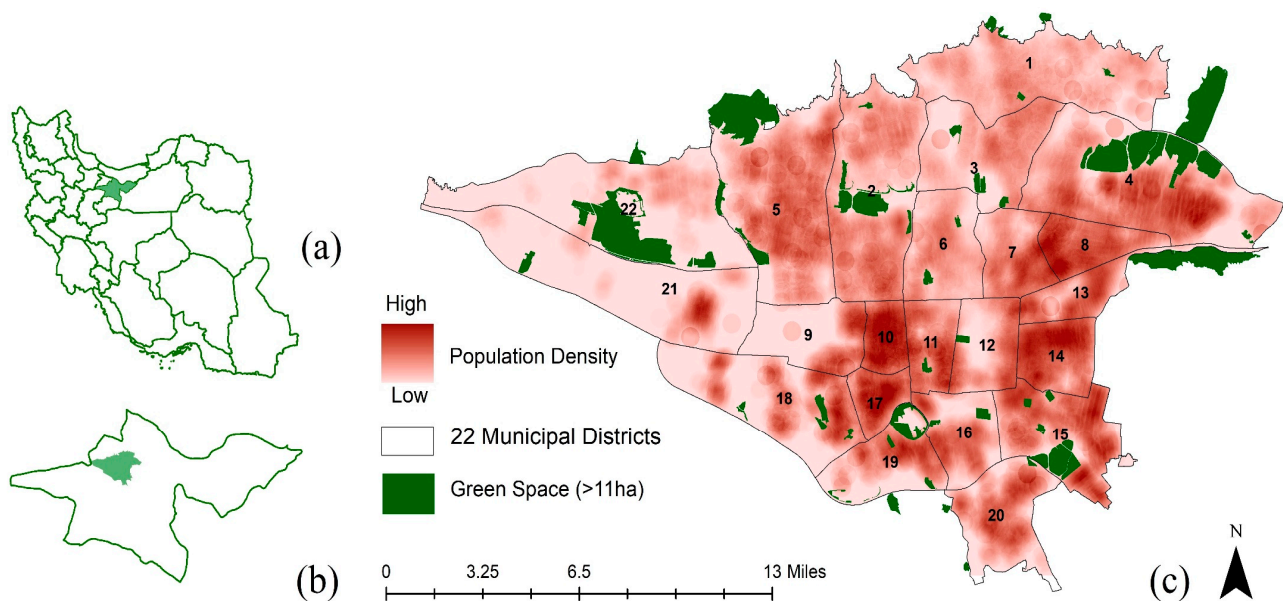 (a)
(b)
High
Population Density
Low
22 Municipal Districts
Green Space (>11ha)
0 3.25 6.5 13 Miles
1
2
3
4
5
6
7
8
9
10
11
12
13
14
15
16
17
18
19
20
21
22
(c)
N